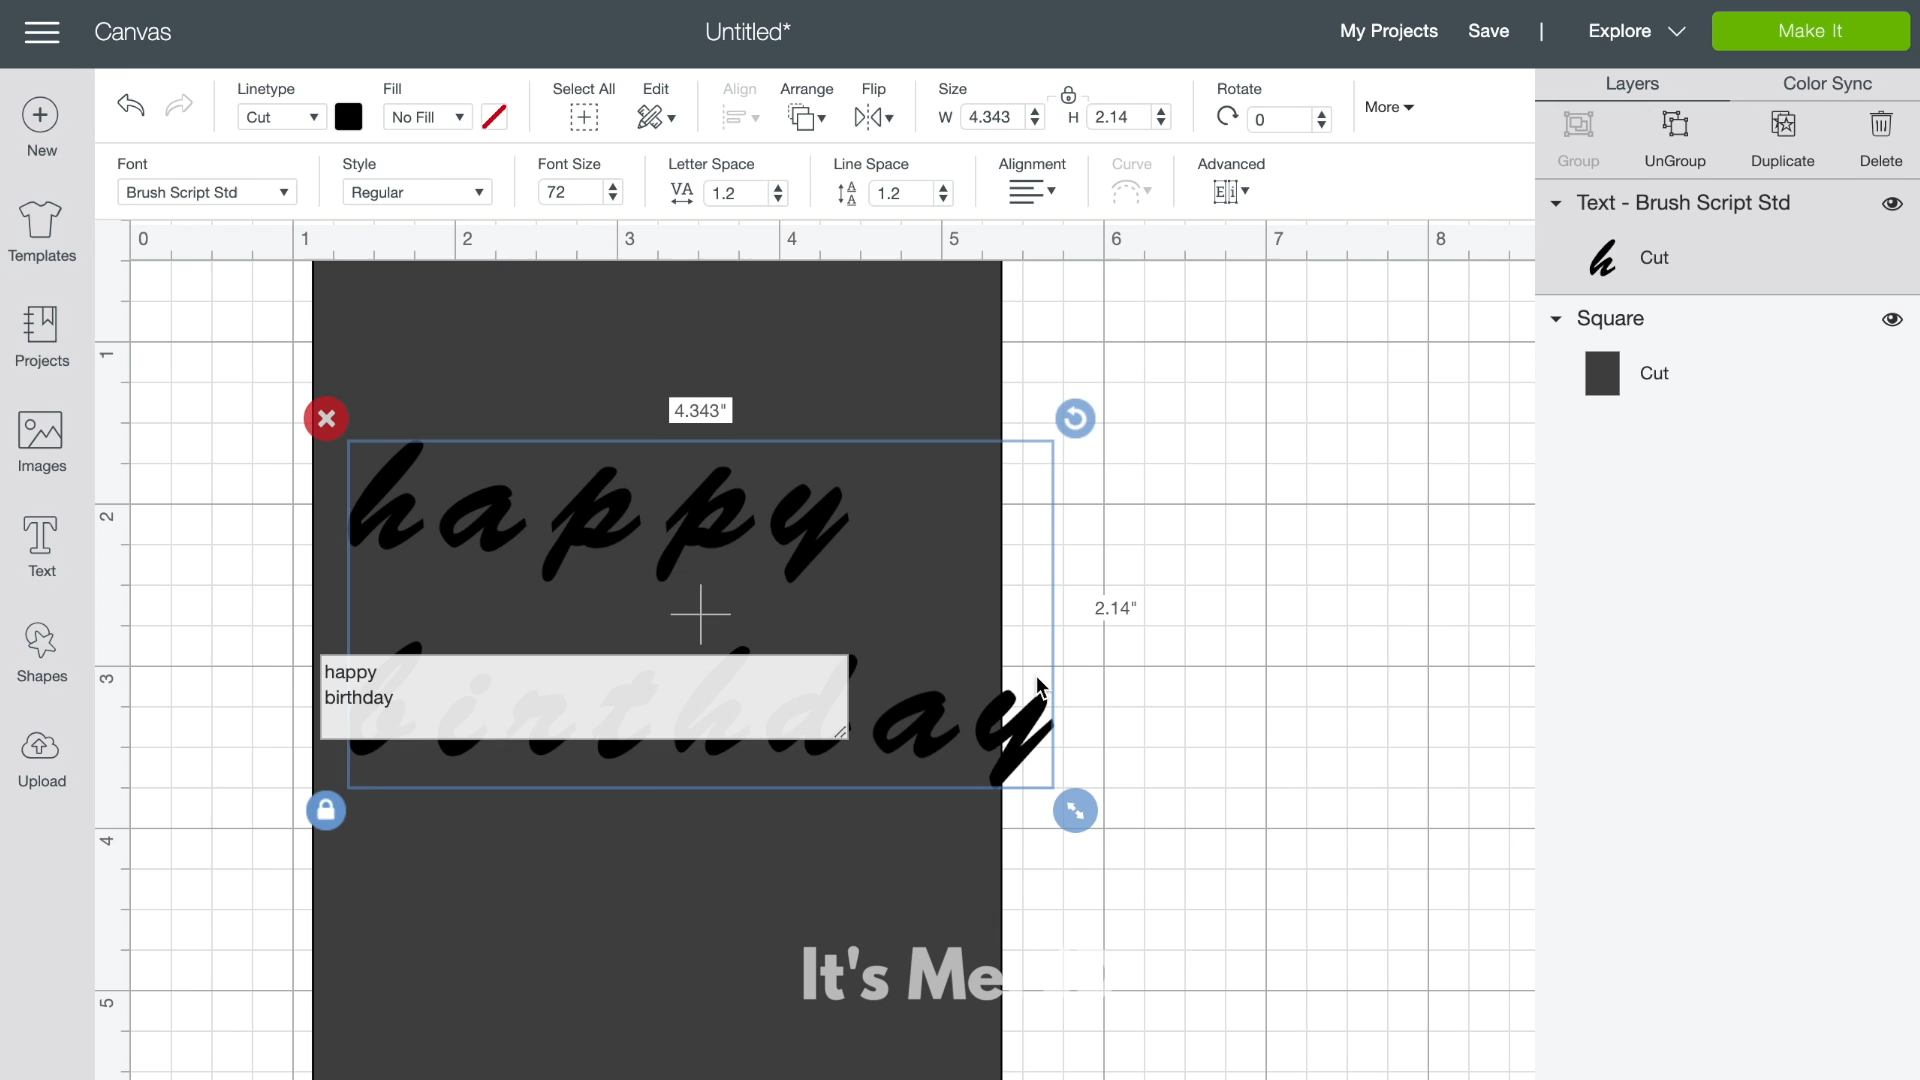 Canvas
Untitled*
My Projects
Save
|
Explore
Make It
New
Templates
Projects
Images
Text
Shapes
Upload
Linetype
Cut
Fill
No Fill
Select All
Edit
Align
Arrange
Flip
Size
W 4.343
H 2.14
Rotate
0
More
Font
Brush Script Std
Style
Regular
Font Size
72
Letter Space
VA 1.2
Line Space
A A 1.2
Alignment
Curve
Advanced
E i
0 1 2 3 4 5 6 7 8
1
2
3
4
5
4.343"
2.14"
happy
birthday
happy
birthday
It's Me
Layers
Color Sync
Group
UnGroup
Duplicate
Delete
Text - Brush Script Std
h Cut
Square
Cut